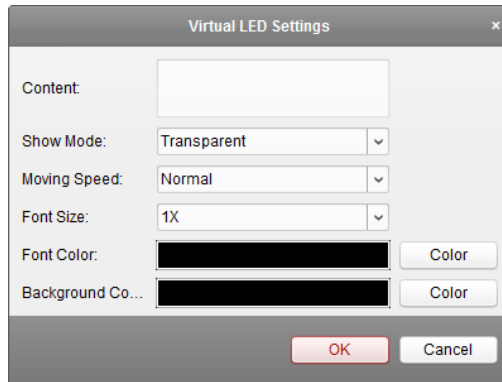 Virtual LED Settings ×
Content:
Show Mode: Transparent
Moving Speed: Normal
Font Size: 1X
Font Color: Color
Background Co... Color
OK Cancel